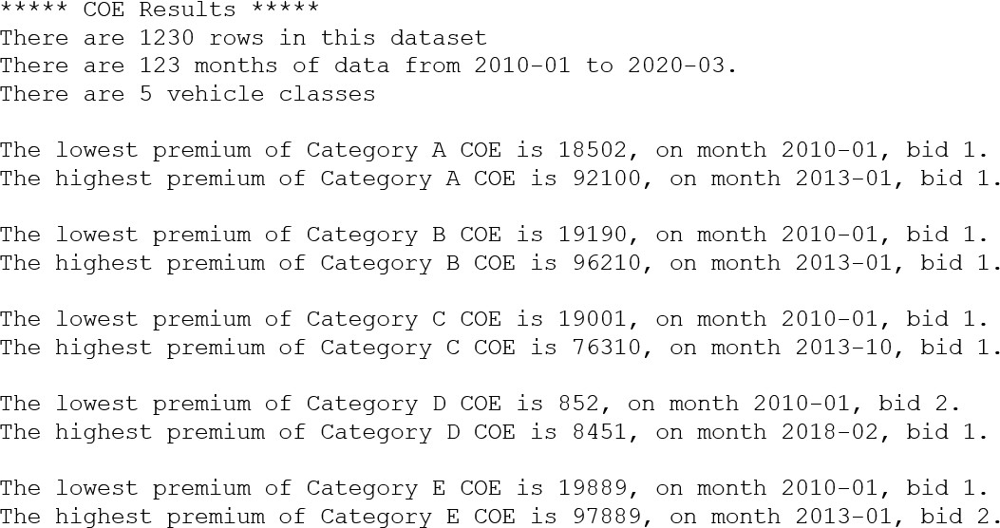 ***** COE Results *****
There are 1230 rows in this dataset
There are 123 months of data from 2010-01 to 2020-03.
There are 5 vehicle classes
The lowest premium of Category A COE is 18502, on month 2010-01, bid 1.
The highest premium of Category A COE is 92100, on month 2013-01, bid 1.
The lowest premium of Category B COE is 19190, on month 2010-01, bid 1.
The highest premium of Category B COE is 96210, on month 2013-01, bid 1.
The lowest premium of Category C COE is 19001, on month 2010-01, bid 1.
The highest premium of Category C COE is 76310, on month 2013-10, bid 1.
The lowest premium of Category D COE is 852, on month 2010-01, bid 2.
The highest premium of Category D COE is 8451, on month 2018-02, bid 1.
The lowest premium of Category E COE is 19889, on month 2010-01, bid 1.
The highest premium of Category E COE is 97889, on month 2013-01, bid 2.